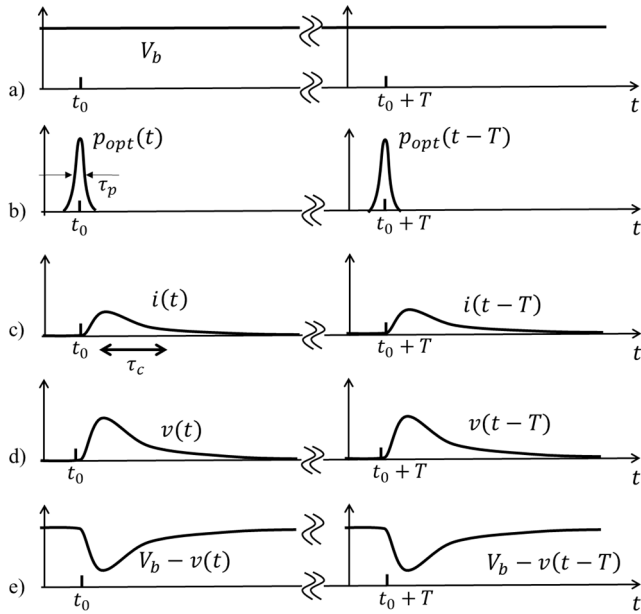 V_b
a) t_0 t_0 + T t
p_opt(t) p_opt(t − T)
τ_p
b) t_0 t_0 + T t
i(t) i(t − T)
c) t_0 t_0 + T t
τ_c
v(t) v(t − T)
d) t_0 t_0 + T t
V_b − v(t) V_b − v(t − T)
e) t_0 t_0 + T t